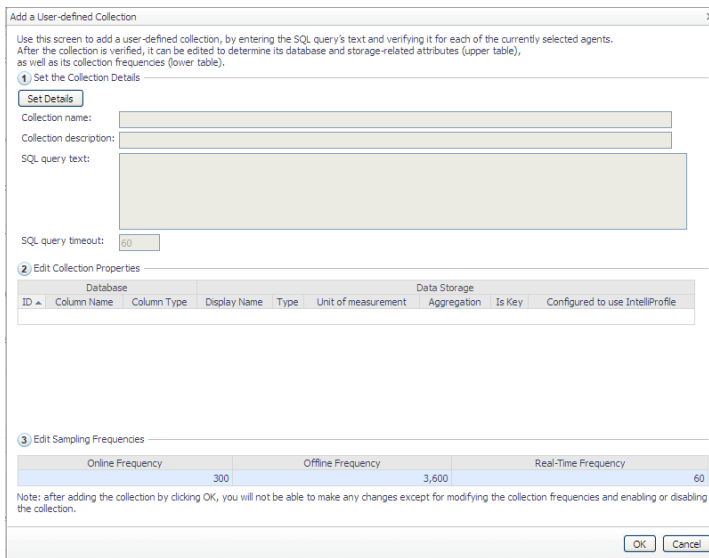 Add a User-defined Collection
Use this screen to add a user-defined collection, by entering the SQL query's text and verifying it for each of the currently selected agents.
After the collection is verified, it can be edited to determine its database and storage-related attributes (upper table),
as well as its collection frequencies (lower table).
1 Set the Collection Details
Set Details
Collection name:
Collection description:
SQL query text:
SQL query timeout: 60
2 Edit Collection Properties
Database Data Storage
ID Column Name Column Type Display Name Type Unit of measurement Aggregation Is Key Configured to use IntelliProfile
3 Edit Sampling Frequencies
Online Frequency Offline Frequency Real-Time Frequency
300 3,600 60
Note: after adding the collection by clicking OK, you will not be able to make any changes except for modifying the collection frequencies and enabling or disabling
the collection.
OK Cancel